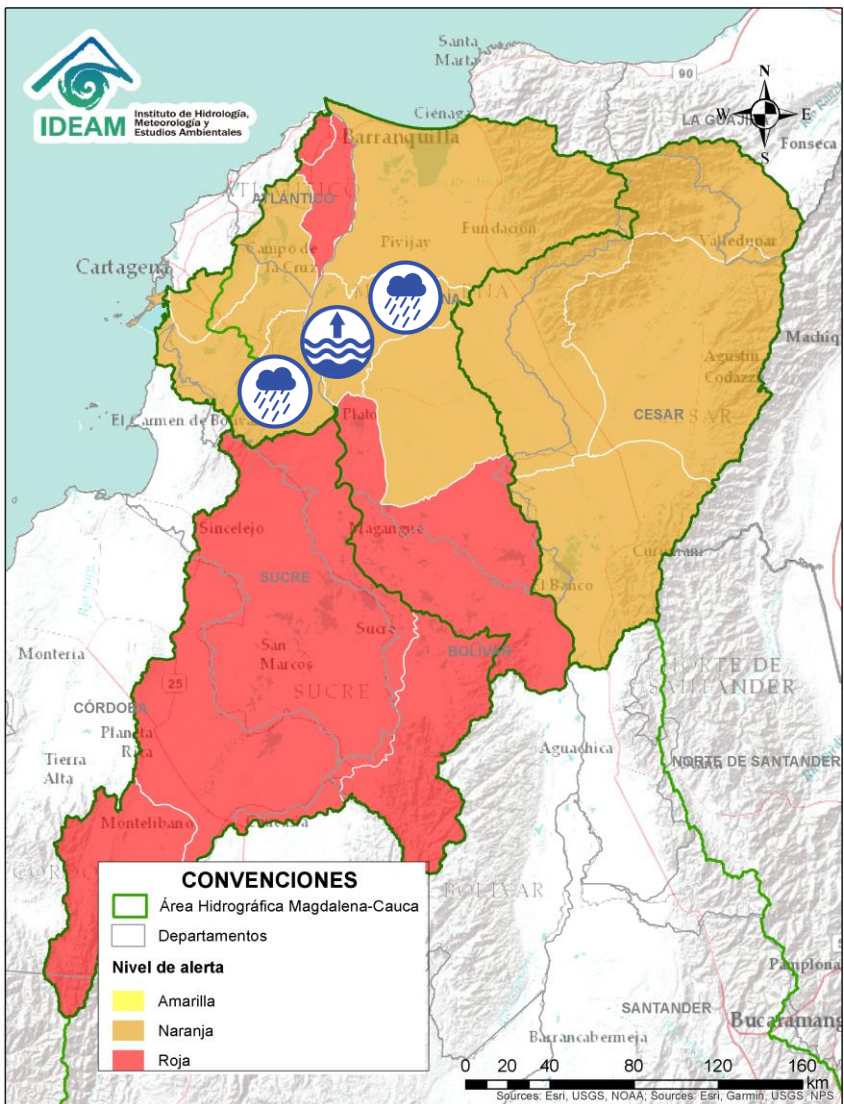 IDEAM
Instituto de Hidrología,
Meteorología y
Estudios Ambientales
Santa
Marta
90
N
W
E
S
Ciénaga
LA GUAJI
Fonseca
Barranquilla
ATLÁNTICO
Campo de
la Cruz
Pivijay
Fundación
Valledupar
Cartagena
NA
Machiq
Agustín
Codazzi
CESAR
El Carmen de Bolívar
Plato
Sincelejo
Magangué
SUCRE
El Banco
Sucre
San
Marcos
BOLÍVAR
Montería
SUCRE
NORTE DE
SANTANDER
25
CÓRDOBA
Planeta
Rica
Tierra
Alta
Aguachica
NORTE DE SANTANDER
Montelíbano
Caucasia
BOLÍVAR
CONVENCIONES
Área Hidrográfica Magdalena-Cauca
Departamentos
Nivel de alerta
Amarilla
Naranja
Roja
Pamplona
SANTANDER
Bucaramang
Barrancabermeja
0 20 40 80 120 160
km
Sources: Esri, USGS, NOAA; Sources: Esri, Garmin, USGS, NPS